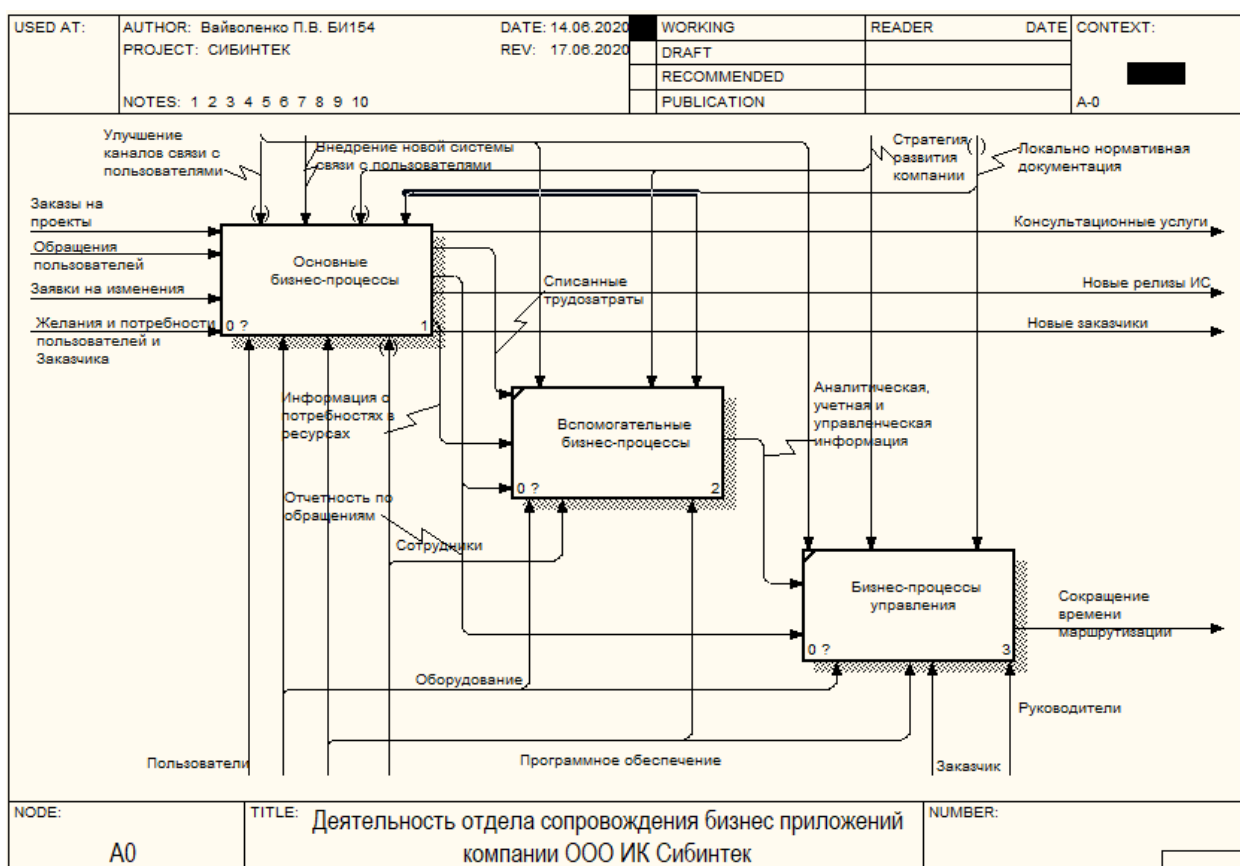 USED AT:
AUTHOR: Вайволенко П.В. БИ154
DATE: 14.06.2020
PROJECT: СИБИНТЕК
REV: 17.06.2020
NOTES: 1 2 3 4 5 6 7 8 9 10
WORKING
DRAFT
RECOMMENDED
PUBLICATION
READER
DATE
CONTEXT:
A-0
Улучшение
каналов связи с
пользователями
Внедрение новой системы
связи с пользователями
Стратегия
развития
компании
Локально нормативная
документация
Заказы на
проекты
Обращения
пользователей
Заявки на изменения
Желания и потребности
пользователей и
Заказчика
Основные
бизнес-процессы
0 ?
1
Консультационные услуги
Новые релизы ИС
Новые заказчики
Списанные
трудозатраты
Информация о
потребностях в
ресурсах
Вспомогательные
бизнес-процессы
0 ?
2
Аналитическая,
учетная и
управленческая
информация
Отчетность по
обращениям
Сотрудники
Бизнес-процессы
управления
0 ?
3
Сокращение
времени
маршрутизации
Оборудование
Руководители
Пользователи
Программное обеспечение
Заказчик
NODE:
A0
TITLE:
Деятельность отдела сопровождения бизнес приложений
компании ООО ИК Сибинтек
NUMBER: